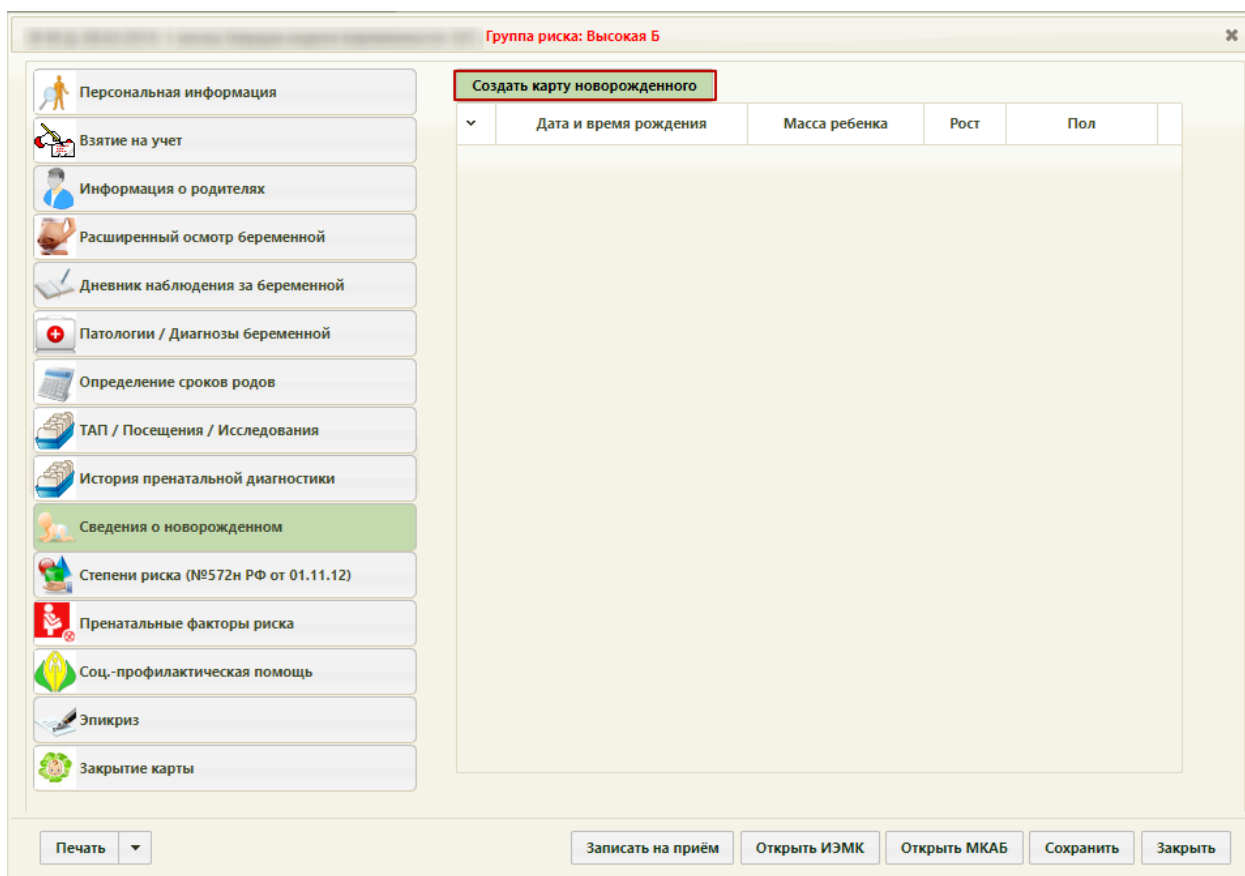 Группа риска: Высокая Б
Персональная информация
Взятие на учет
Информация о родителях
Расширенный осмотр беременной
Дневник наблюдения за беременной
Патологии / Диагнозы беременной
Определение сроков родов
ТАП / Посещения / Исследования
История пренатальной диагностики
Сведения о новорожденном
Степени риска (№572н РФ от 01.11.12)
Пренатальные факторы риска
Соц.-профилактическая помощь
Эпикриз
Закрытие карты
Создать карту новорожденного
Дата и время рождения Масса ребенка Рост Пол
Печать Записать на приём Открыть ИЭМК Открыть МКАБ Сохранить Закрыть